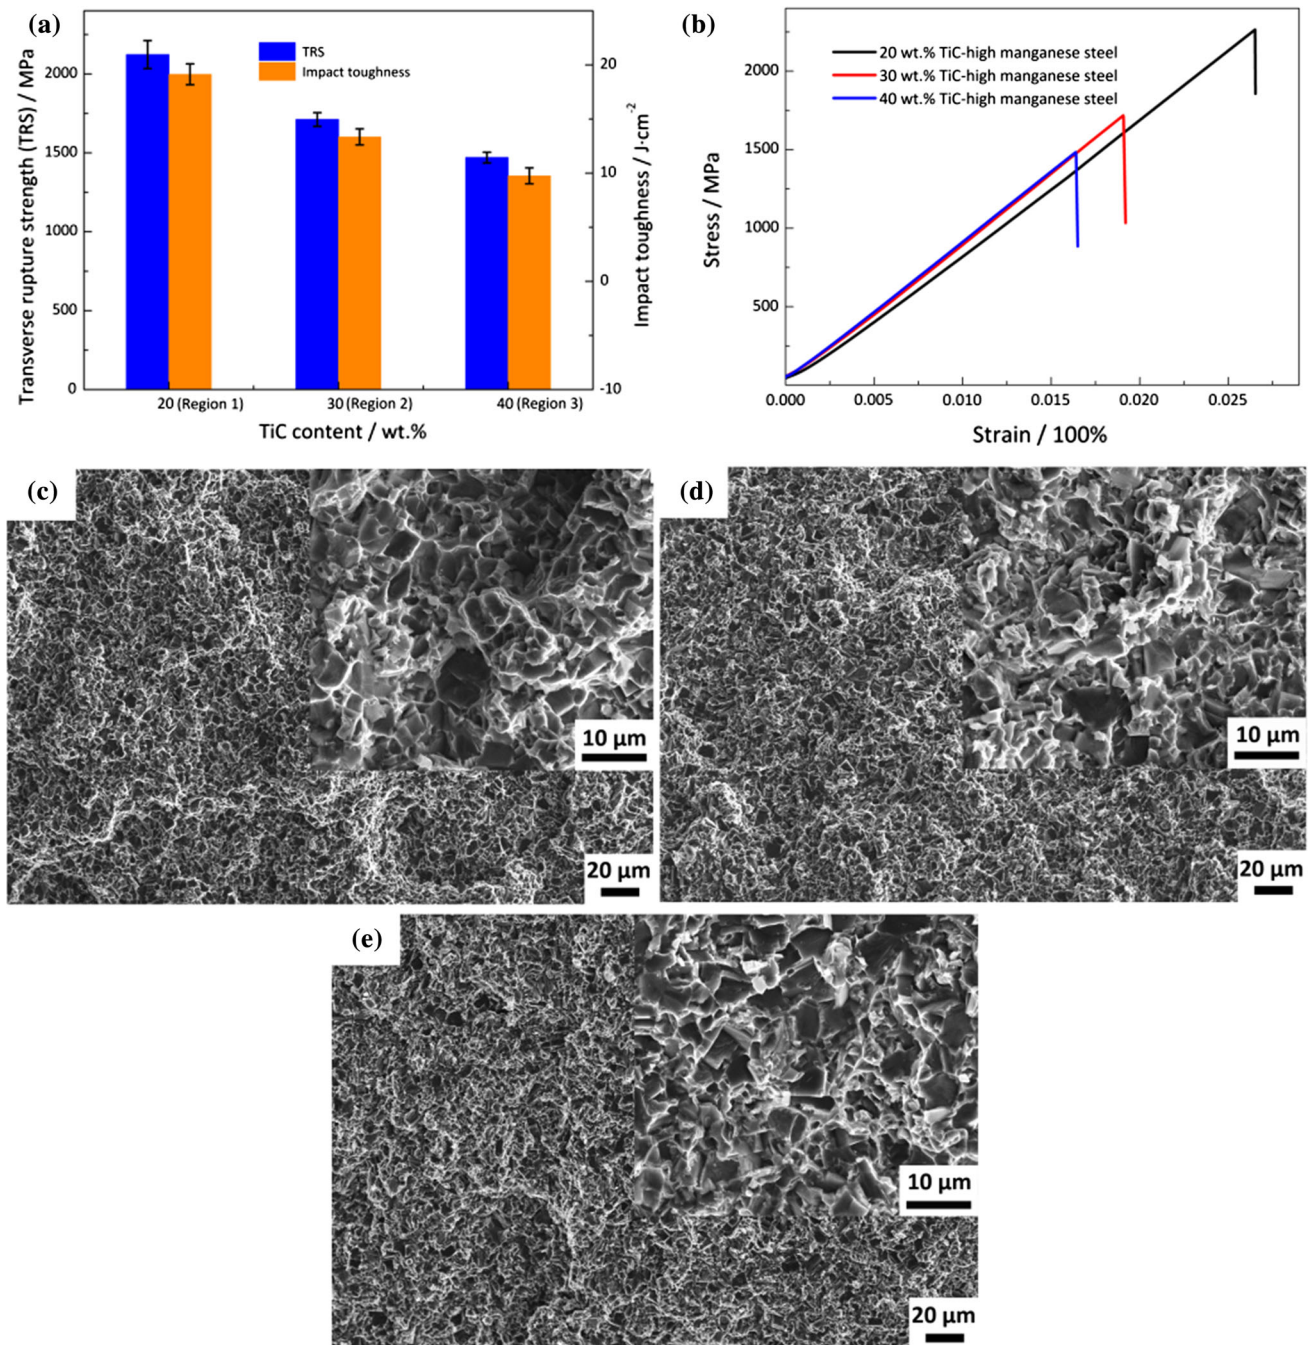 (a)
TRS
Impact toughness
Transverse rupture strength (TRS) / MPa
2000
1500
1000
500
0
20
10
0
-10
Impact toughness / J·cm⁻²
20 (Region 1)
30 (Region 2)
40 (Region 3)
TiC content / wt.%
(b)
20 wt.% TiC-high manganese steel
30 wt.% TiC-high manganese steel
40 wt.% TiC-high manganese steel
Stress / MPa
2000
1500
1000
500
0.000
0.005
0.010
0.015
0.020
0.025
Strain / 100%
(c)
10 µm
20 µm
(d)
10 µm
20 µm
(e)
10 µm
20 µm